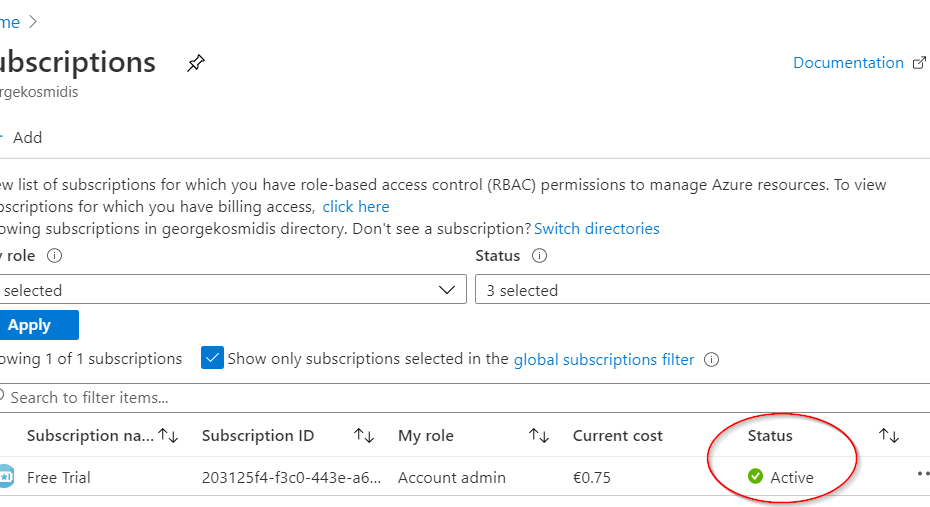 me >
ubscriptions
Documentation
rgekosmidis
Add
ew list of subscriptions for which you have role-based access control (RBAC) permissions to manage Azure resources. To view
bscriptions for which you have billing access, click here
owing subscriptions in georgekosmidis directory. Don't see a subscription? Switch directories
y role
Status
selected
3 selected
Apply
owing 1 of 1 subscriptions
Show only subscriptions selected in the global subscriptions filter
Search to filter items...
Subscription na... Subscription ID My role Current cost Status
Free Trial 203125f4-f3c0-443e-a6... Account admin €0.75 Active